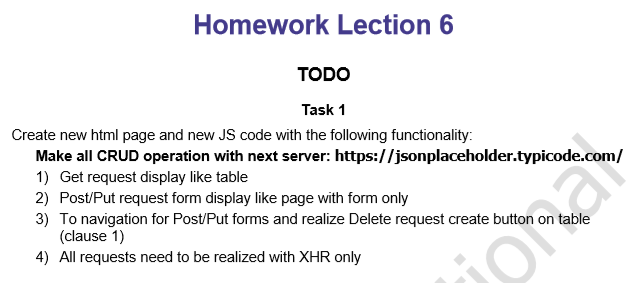 Homework Lection 6
TODO
Task 1
Create new html page and new JS code with the following functionality:
Make all CRUD operation with next server: https://jsonplaceholder.typicode.com/
1) Get request display like table
2) Post/Put request form display like page with form only
3) To navigation for Post/Put forms and realize Delete request create button on table
(clause 1)
4) All requests need to be realized with XHR only